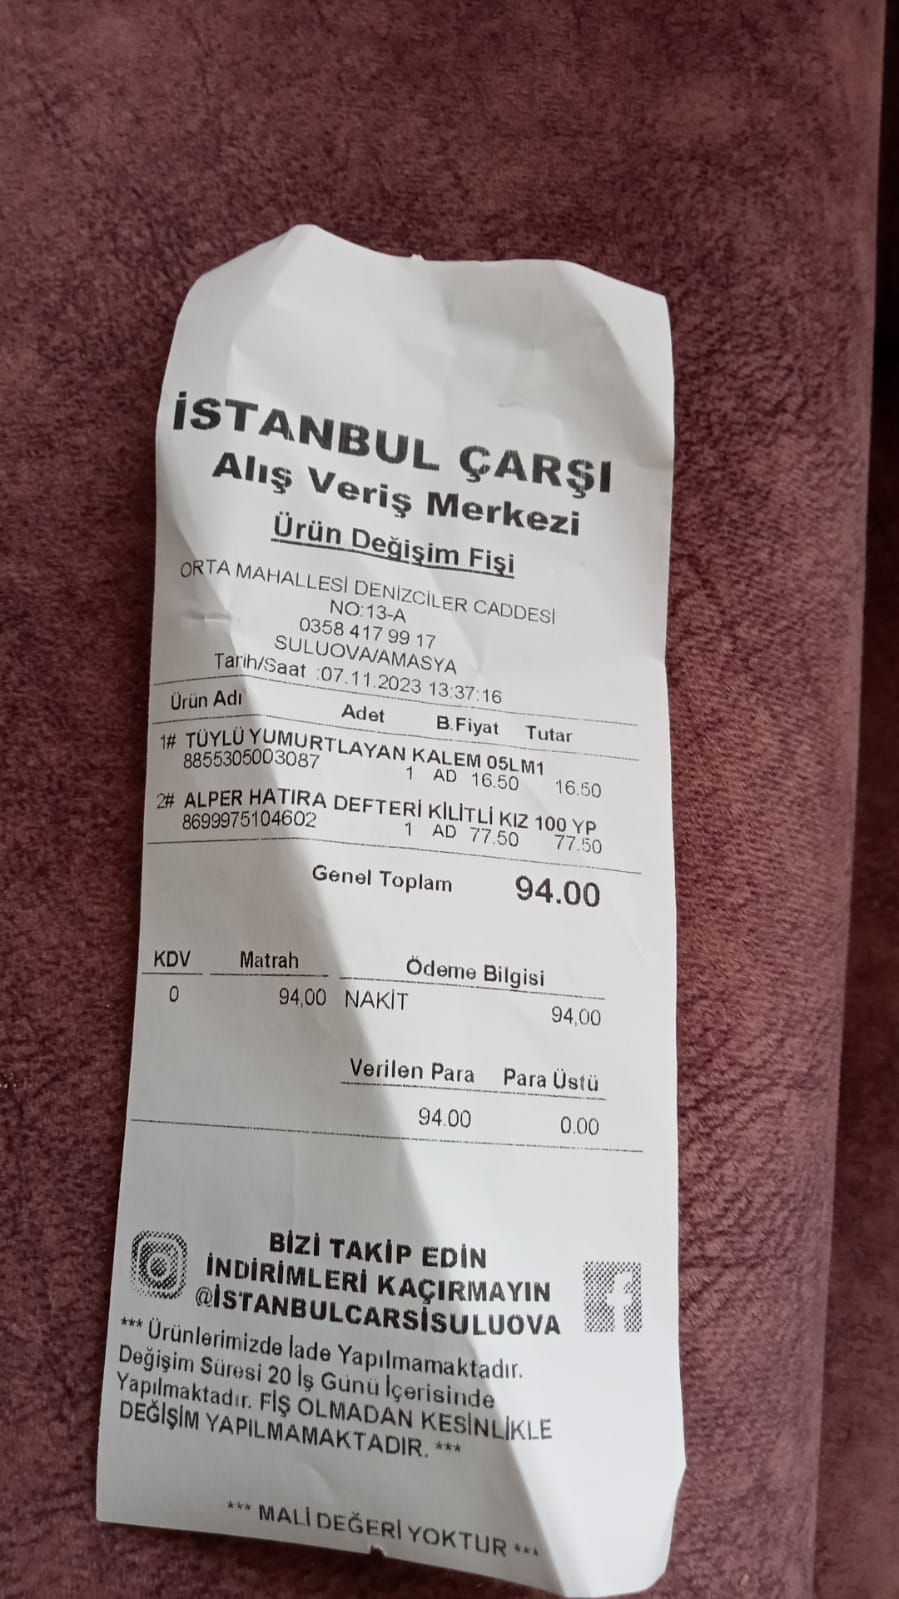 İSTANBUL ÇARŞI
Alış Veriş Merkezi
Ürün Değişim Fişi
ORTA MAHALLESİ DENİZCİLER CADDESİ
NO:13-A
0358 417 99 17
SULUOVA/AMASYA
Tarih/Saat :07.11.2023 13:37:16
Ürün Adı Adet B.Fiyat Tutar
1# TÜYLÜ YUMURTLAYAN KALEM 05LM1
8855305003087 1 AD 16.50 16.50
2# ALPER HATIRA DEFTERİ KİLİTLİ KIZ 100 YP
8699975104602 1 AD 77.50 77.50
Genel Toplam 94.00
KDV Matrah Ödeme Bilgisi
0 94,00 NAKİT 94,00
Verilen Para Para Üstü
94.00 0.00
BİZİ TAKİP EDİN
İNDİRİMLERİ KAÇIRMAYIN
@İSTANBULCARSİSULUOVA
*** Ürünlerimizde İade Yapılmamaktadır.
Değişim Süresi 20 İş Günü İçerisinde
Yapılmaktadır. FİŞ OLMADAN KESİNLİKLE
DEĞİŞİM YAPILMAMAKTADIR. ***
*** MALİ DEĞERİ YOKTUR ***